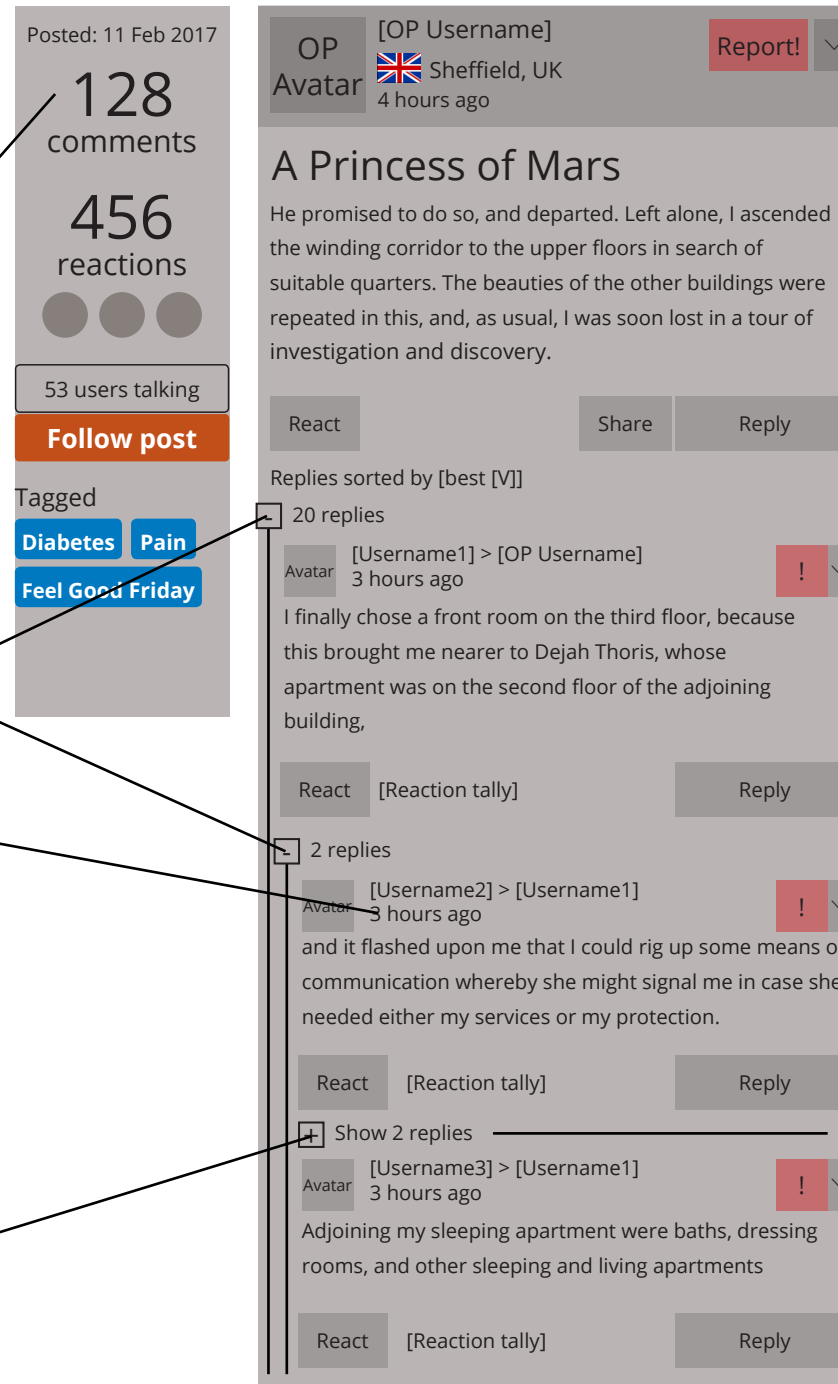 Posted: 11 Feb 2017
128
comments
456
reactions
53 users talking
Follow post
Tagged
Diabetes
Pain
Feel Good Friday
OP
Avatar
[OP Username]
Sheffield, UK
4 hours ago
Report!
A Princess of Mars
He promised to do so, and departed. Left alone, I ascended
the winding corridor to the upper floors in search of
suitable quarters. The beauties of the other buildings were
repeated in this, and, as usual, I was soon lost in a tour of
investigation and discovery.
React
Share
Reply
Replies sorted by [best [V]]
- 20 replies
Avatar
[Username1] > [OP Username]
3 hours ago
!
I finally chose a front room on the third floor, because
this brought me nearer to Dejah Thoris, whose
apartment was on the second floor of the adjoining
building,
React
[Reaction tally]
Reply
- 2 replies
Avatar
[Username2] > [Username1]
3 hours ago
!
and it flashed upon me that I could rig up some means o
communication whereby she might signal me in case she
needed either my services or my protection.
React
[Reaction tally]
Reply
+ Show 2 replies
Avatar
[Username3] > [Username1]
3 hours ago
!
Adjoining my sleeping apartment were baths, dressing
rooms, and other sleeping and living apartments
React
[Reaction tally]
Reply